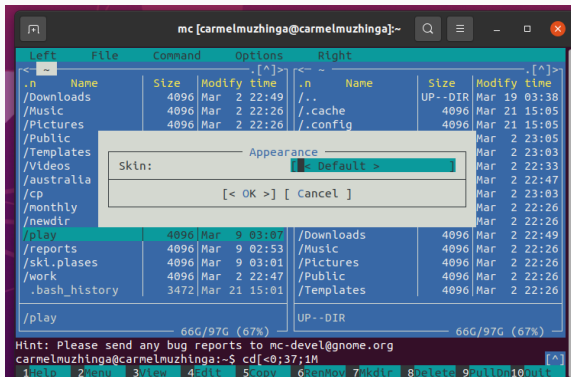 mc [carmelmuzhinga@carmelmuzhinga]:~
Left File Command Options Right
<─ ~ .[^]> <─ ~ .[^]>
.n Name Size Modify time .n Name Size Modify time
/Downloads 4096 Mar 2 22:49 /.. UP--DIR Mar 19 03:38
/Music 4096 Mar 2 22:26 /.cache 4096 Mar 21 15:05
/Pictures 4096 Mar 2 22:26 /.config 4096 Mar 21 15:05
/Public Mar 2 23:05
/Templates Appearance Mar 2 23:03
/Videos Skin: [< Default > ] Mar 2 22:33
/australia Mar 2 22:47
/cp [< OK >] [ Cancel ] Mar 2 23:03
/monthly Mar 2 22:26
/newdir Mar 2 22:26
/play 4096 Mar 9 03:07 /Downloads 4096 Mar 2 22:49
/reports 4096 Mar 9 02:53 /Music 4096 Mar 2 22:26
/ski.plases 4096 Mar 9 03:01 /Pictures 4096 Mar 2 22:26
/work 4096 Mar 2 22:47 /Public 4096 Mar 2 22:26
.bash_history 3472 Mar 21 15:01 /Templates 4096 Mar 2 22:26
/play UP--DIR
66G/97G (67%) 66G/97G (67%)
Hint: Please send any bug reports to mc-devel@gnome.org
carmelmuzhinga@carmelmuzhinga:~$ cd[<0;37;1M [^]
1Help 2Menu 3View 4Edit 5Copy 6RenMov 7Mkdir 8Delete 9PullDn 10Quit